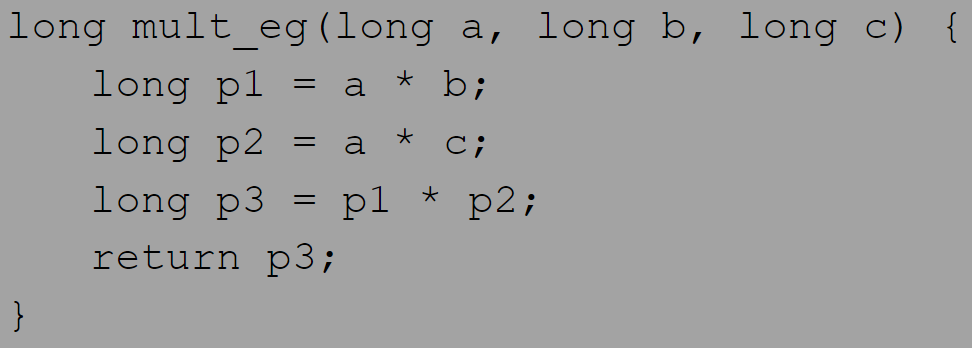 long mult_eg(long a, long b, long c) {
long p1 = a * b;
long p2 = a * c;
long p3 = p1 * p2;
return p3;
}